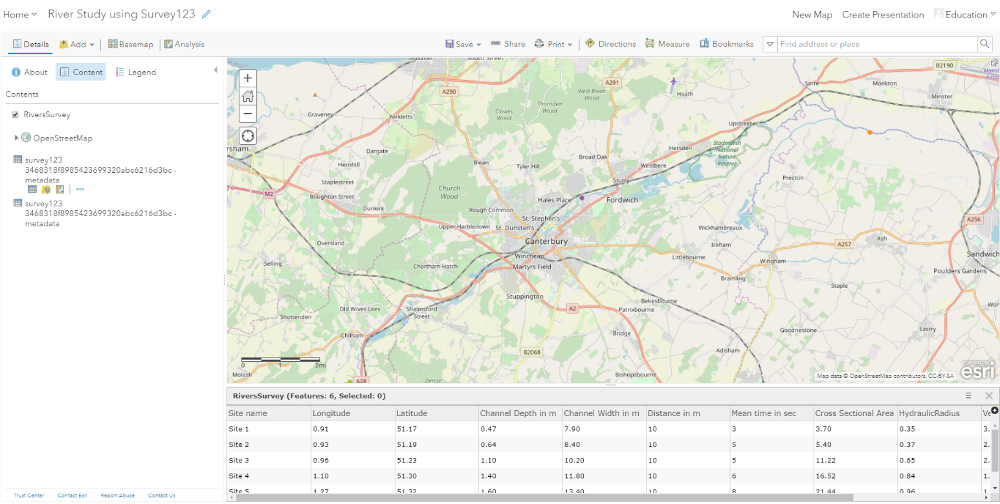 Home River Study using Survey123 New Map Create Presentation Education
Details Add Basemap Analysis Save Share Print Directions Measure Bookmarks Find address or place
About Content Legend
Contents
RiversSurvey
OpenStreetMap
survey123
3468318f8985423699320abc6216d3bc -
metadata
survey123
3468318f8985423699320abc6216d3bc -
metadata
Trust Center Contact Esri Report Abuse Contact Us
+
−
Seasalter
South Street
B2190
A290
A291
West Blean
Wood
Hoath
Sarre
Monkton
Minster
Thornden
Wood
Clowes
Wood
Graveney
Yorkletts
Upstreet
rsham
Dargate
Hersden
Stodmarsh
National
Nature
Reserve
Broad Oak
Blean
Tyler Hill
Westbere
Hernhill
Sturry
Preston
Staplestreet
M2
Boughton Street
Church
Wood
Hales Place
Fordwich
Dunkirk
Rough Common
St. Stephen's
A256
Upper Harbledown
St. Dunstan's
Wickhambreaux
Canterbury
Oversland
Ickham
A257
Ash
Sandwich
Selling
Chartham Hatch
Wincheap
Martyrs Field
Littlebourne
Wingham
Poulders Gardens
Bramling
Staple
Stuppington
Bekesbourne
Old Wives Lees
Shalmsford
Street
A2
Patrixbourne
Shottenden
Chilham
Bridge
Goodnestone
Eastry
B2068
Adisham
0 1 2mi
Molash
A28
Denge
Bishopsbourne
Map data © OpenStreetMap contributors, CC-BY-SA
POWERED BY
esri
RiversSurvey (Features: 6, Selected: 0)
Site name Longitude Latitude Channel Depth in m Channel Width in m Distance in m Mean time in sec Cross Sectional Area HydraulicRadius Ve
Site 1 0.91 51.17 0.47 7.90 10 3 3.70 0.35 3.
Site 2 0.93 51.19 0.64 8.40 10 5 5.40 0.37 2.
Site 3 0.96 51.23 1.10 10.20 10 5 11.22 0.65 2.
Site 4 1.10 51.30 1.40 11.80 10 6 16.52 0.84 1.
Site 5 1.27 51.32 1.60 13.40 10 8 21.44 0.96 1.